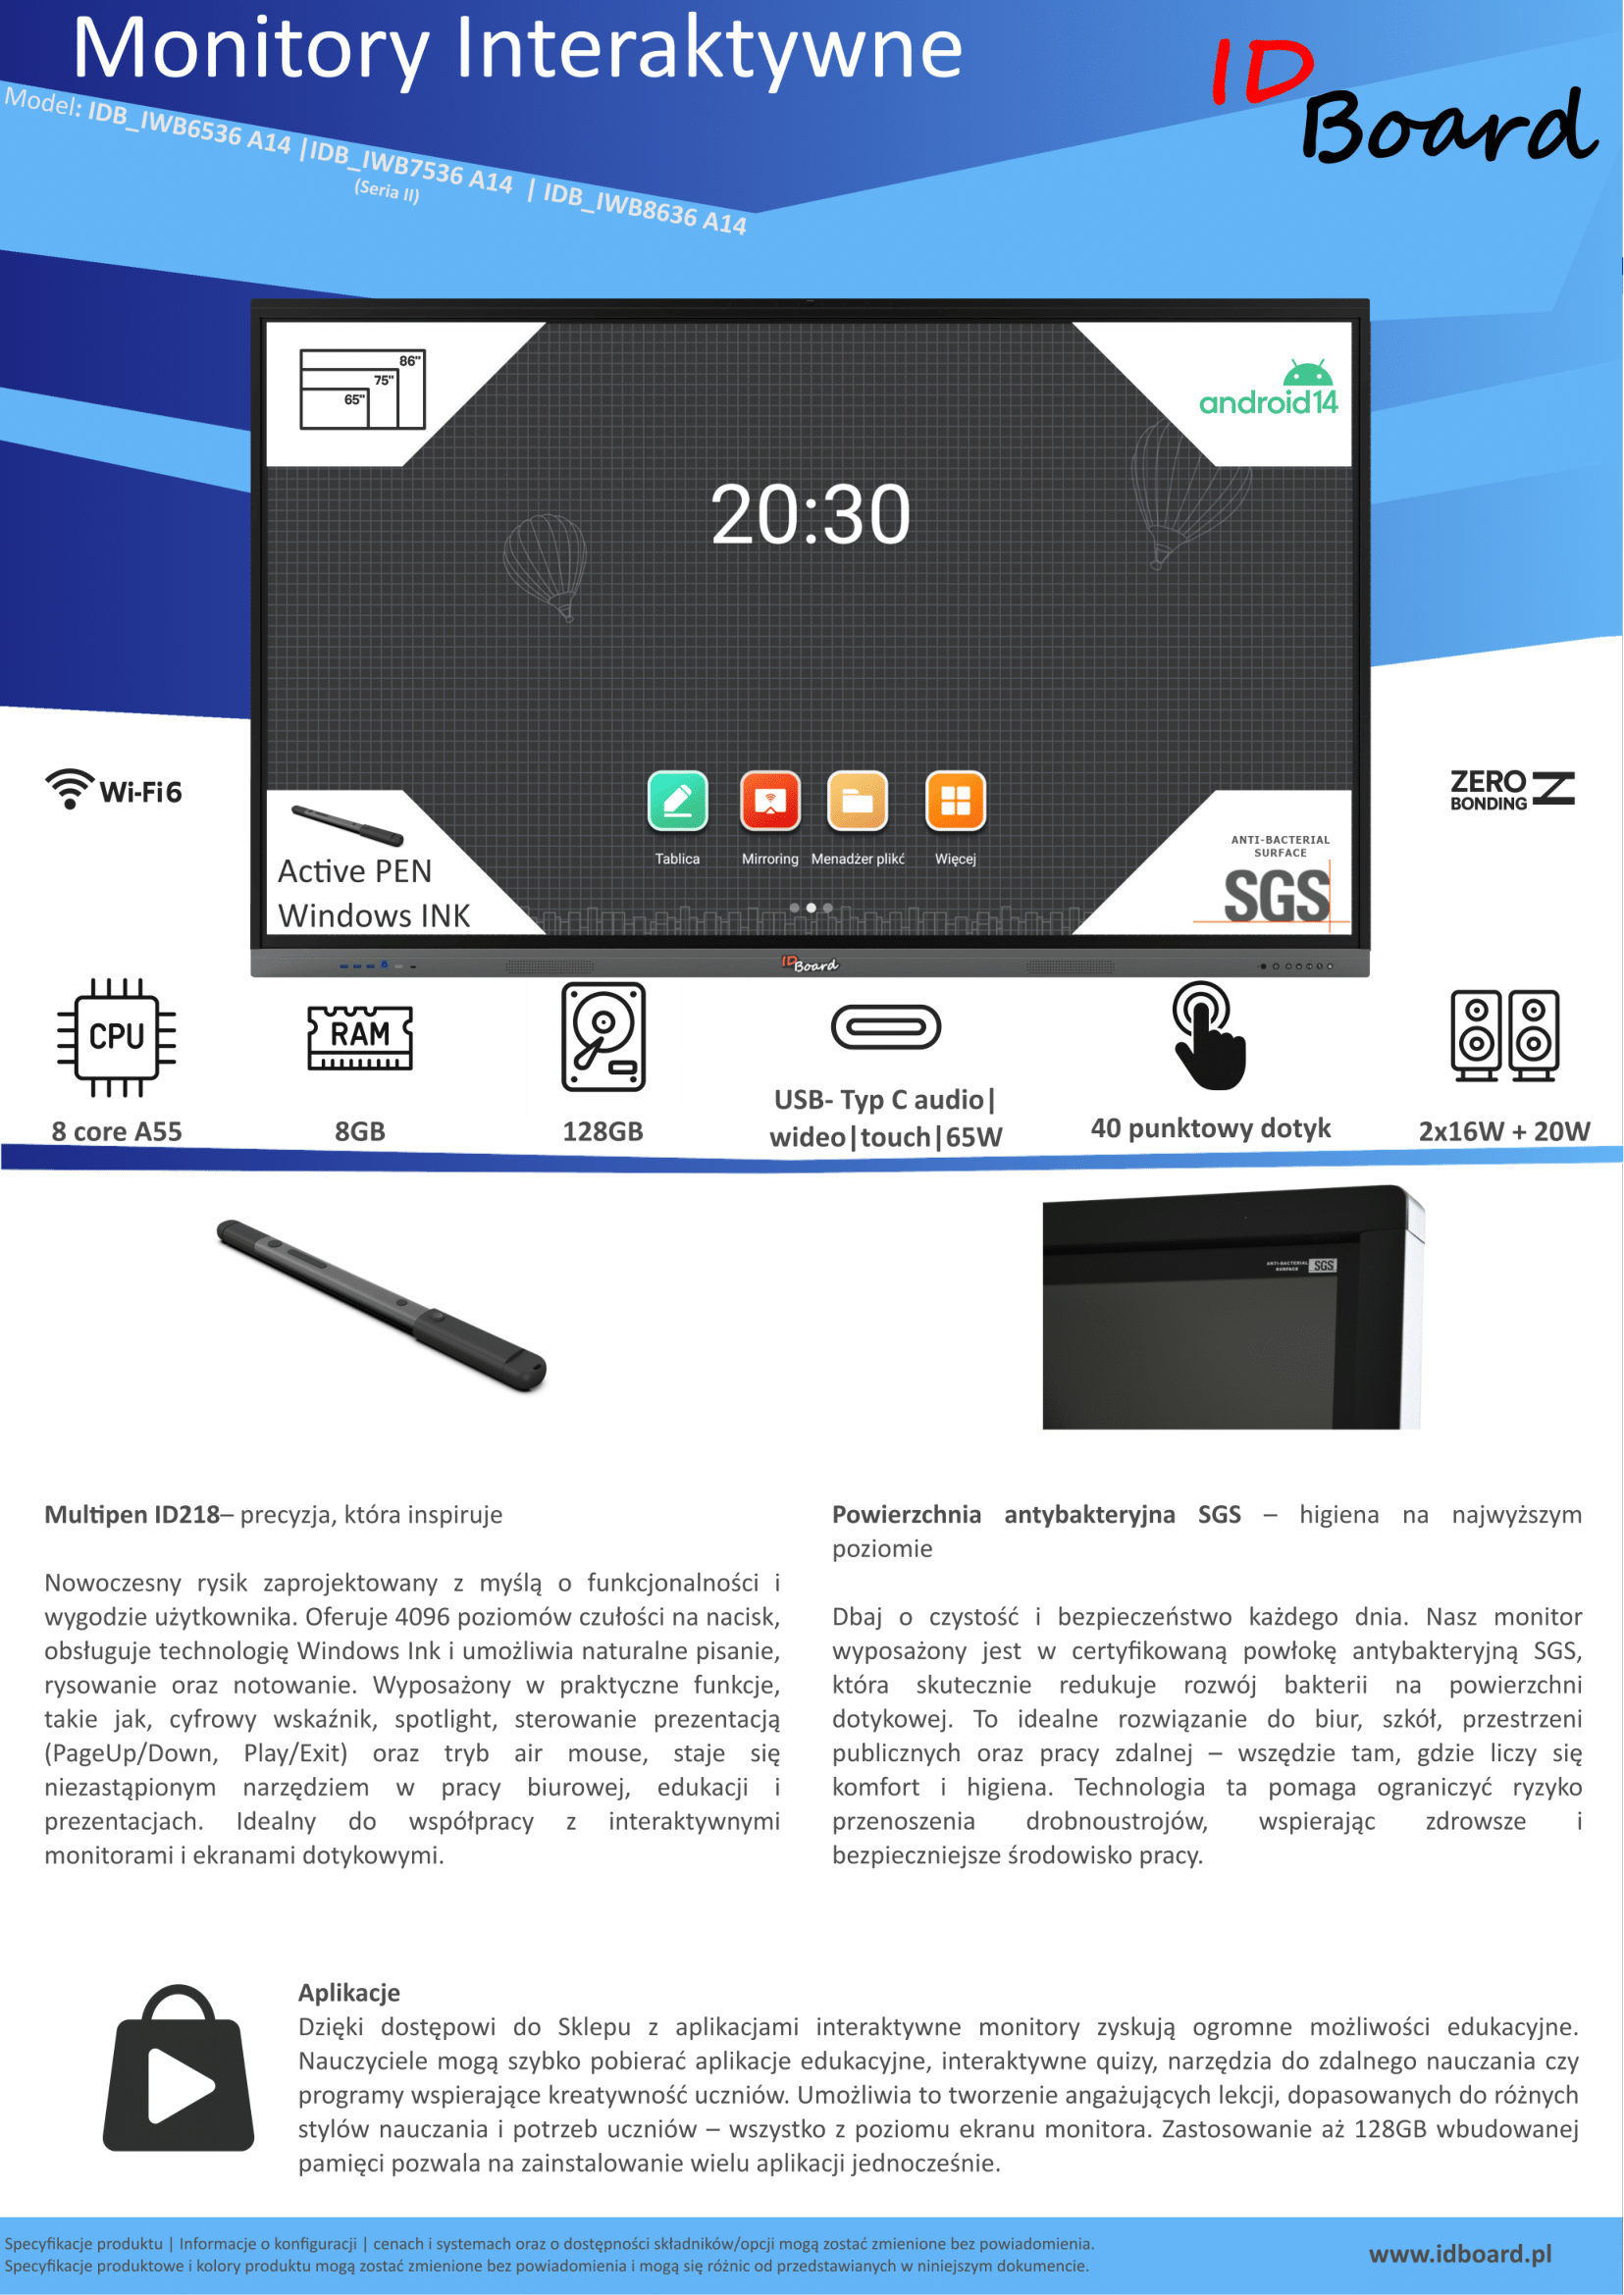 Monitory Interaktywne
ID
Board
Model: IDB_IWB6536 A14 |IDB_IWB7536 A14 | IDB_IWB8636 A14
(Seria II)
86"
75"
65"
android14
20:30
Wi-Fi 6
ZERO
BONDING
Tablica
Mirroring
Menadżer plikć
Więcej
Active PEN
Windows INK
ANTI-BACTERIAL
SURFACE
SGS
ID
Board
CPU
RAM
8 core A55
8GB
128GB
USB- Typ C audio|
wideo|touch|65W
40 punktowy dotyk
2x16W + 20W
ANTI-BACTERIAL
SURFACE
SGS
Multipen ID218– precyzja, która inspiruje
Nowoczesny rysik zaprojektowany z myślą o funkcjonalności i
wygodzie użytkownika. Oferuje 4096 poziomów czułości na nacisk,
obsługuje technologię Windows Ink i umożliwia naturalne pisanie,
rysowanie oraz notowanie. Wyposażony w praktyczne funkcje,
takie jak, cyfrowy wskaźnik, spotlight, sterowanie prezentacją
(PageUp/Down, Play/Exit) oraz tryb air mouse, staje się
niezastąpionym narzędziem w pracy biurowej, edukacji i
prezentacjach. Idealny do współpracy z interaktywnymi
monitorami i ekranami dotykowymi.
Powierzchnia antybakteryjna SGS – higiena na najwyższym
poziomie
Dbaj o czystość i bezpieczeństwo każdego dnia. Nasz monitor
wyposażony jest w certyfikowaną powłokę antybakteryjną SGS,
która skutecznie redukuje rozwój bakterii na powierzchni
dotykowej. To idealne rozwiązanie do biur, szkół, przestrzeni
publicznych oraz pracy zdalnej – wszędzie tam, gdzie liczy się
komfort i higiena. Technologia ta pomaga ograniczyć ryzyko
przenoszenia drobnoustrojów, wspierając zdrowsze i
bezpieczniejsze środowisko pracy.
Aplikacje
Dzięki dostępowi do Sklepu z aplikacjami interaktywne monitory zyskują ogromne możliwości edukacyjne.
Nauczyciele mogą szybko pobierać aplikacje edukacyjne, interaktywne quizy, narzędzia do zdalnego nauczania czy
programy wspierające kreatywność uczniów. Umożliwia to tworzenie angażujących lekcji, dopasowanych do różnych
stylów nauczania i potrzeb uczniów – wszystko z poziomu ekranu monitora. Zastosowanie aż 128GB wbudowanej
pamięci pozwala na zainstalowanie wielu aplikacji jednocześnie.
Specyfikacje produktu | Informacje o konfiguracji | cenach i systemach oraz o dostępności składników/opcji mogą zostać zmienione bez powiadomienia.
Specyfikacje produktowe i kolory produktu mogą zostać zmienione bez powiadomienia i mogą się różnic od przedstawianych w niniejszym dokumencie.
www.idboard.pl